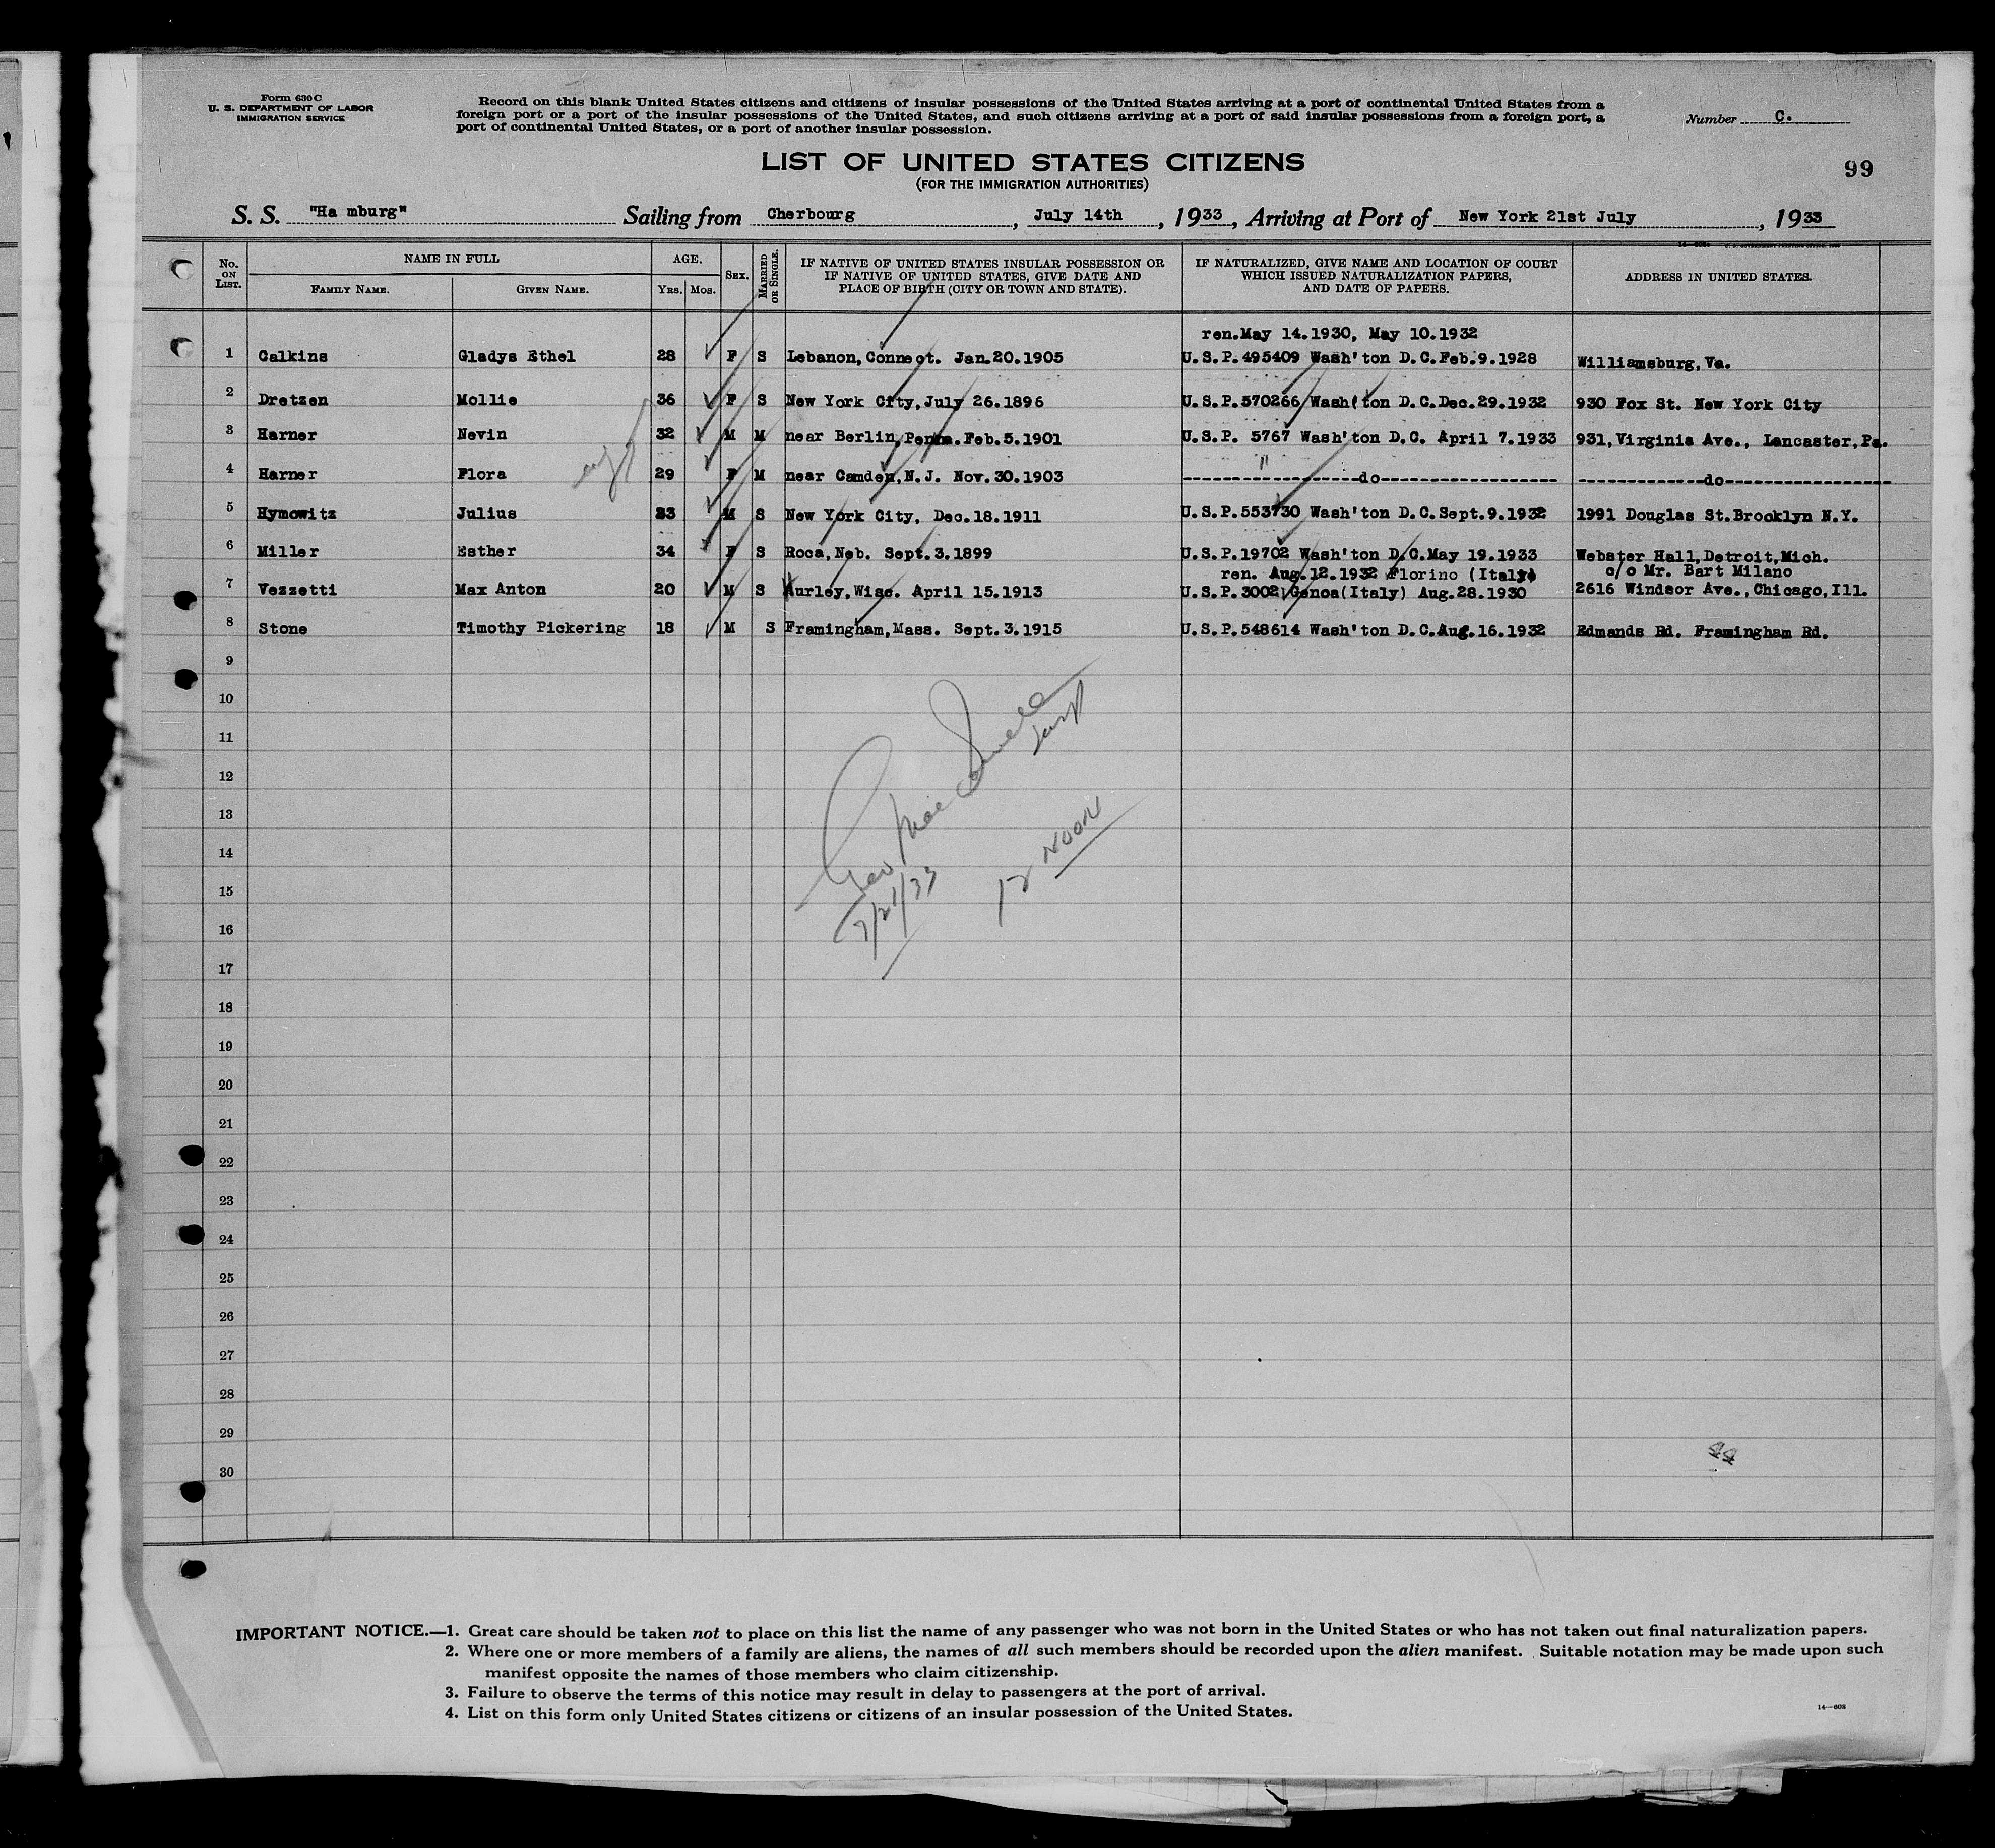 Form 630 C
U. S. DEPARTMENT OF LABOR
IMMIGRATION SERVICE
Record on this blank United States citizens and citizens of insular possessions of the United States arriving at a port of continental United States from a
foreign port or a port of the insular possessions of the United States, and such citizens arriving at a port of said insular possessions from a foreign port, a
port of continental United States, or a port of another insular possession.
Number C.
LIST OF UNITED STATES CITIZENS
(FOR THE IMMIGRATION AUTHORITIES)
99
S. S. "Ha mburg" Sailing from Cherbourg, July 14th, 1933, Arriving at Port of New York 21st July, 1933
No. ON LIST.
NAME IN FULL
FAMILY NAME.
GIVEN NAME.
AGE.
YRS. MOS.
SEX.
MARRIED OR SINGLE.
IF NATIVE OF UNITED STATES INSULAR POSSESSION OR
IF NATIVE OF UNITED STATES, GIVE DATE AND
PLACE OF BIRTH (CITY OR TOWN AND STATE).
IF NATURALIZED, GIVE NAME AND LOCATION OF COURT
WHICH ISSUED NATURALIZATION PAPERS,
AND DATE OF PAPERS.
ADDRESS IN UNITED STATES.
ren.May 14.1930, May 10.1932
1 Calkins Gladys Ethel 28 F S Lebanon, Connect. Jan.20.1905 U.S.P.495409 Wash'ton D.C.Feb.9.1928 Williamsburg,Va.
2 Dretzen Mollie 36 F S New York City,July 26.1896 U.S.P.570266 Wash'ton D.C.Dec.29.1932 930 Fox St. New York City
3 Harner Nevin 32 M M near Berlin,Penna.Feb.5.1901 U.S.P. 5767 Wash'ton D.C. April 7.1933 931,Virginia Ave., Lancaster,Pa.
4 Harner Flora 29 F M near Camden,N.J. Nov.30.1903 " ------------------do------------------ -------------do-----------------
5 Hymowitz Julius 23 M S New York City, Dec.18.1911 U.S.P.553730 Wash'ton D.C.Sept.9.1932 1991 Douglas St.Brooklyn N.Y.
6 Miller Esther 34 F S Roca,Neb. Sept.3.1899 U.S.P.19702 Wash'ton D.C.May 19.1933 Webster Hall,Detroit,Mich.
ren. Aug.12.1932 Florino (Italy) c/o Mr. Bart Milano
7 Vezzetti Max Anton 20 M S Hurley,Wisc. April 15.1913 U.S.P.3002 Genoa(Italy) Aug.28.1930 2616 Windsor Ave.,Chicago,Ill.
8 Stone Timothy Pickering 18 M S Framingham,Mass. Sept.3.1915 U.S.P.548614 Wash'ton D.C.Aug.16.1932 Edmands Rd. Framingham Rd.
9
10
11
12
13
14
15
16
17
18
19
20
21
22
23
24
25
26
27
28
29
30
Geo
Insp
7/21/33
12 NOON
44
IMPORTANT NOTICE.—1. Great care should be taken not to place on this list the name of any passenger who was not born in the United States or who has not taken out final naturalization papers.
2. Where one or more members of a family are aliens, the names of all such members should be recorded upon the alien manifest. Suitable notation may be made upon such
manifest opposite the names of those members who claim citizenship.
3. Failure to observe the terms of this notice may result in delay to passengers at the port of arrival.
4. List on this form only United States citizens or citizens of an insular possession of the United States.
14—608